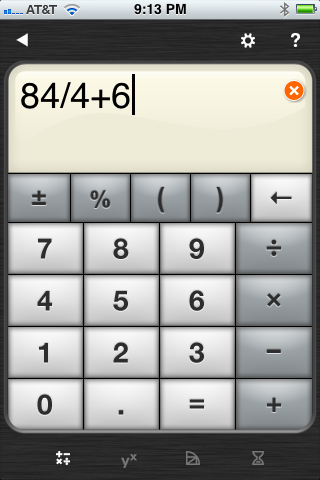 AT&T 9:13 PM
?
84/4+6
± % ( ) ←
7 8 9 ÷
4 5 6 ×
1 2 3 −
0 . = +
+−×+ yˣ